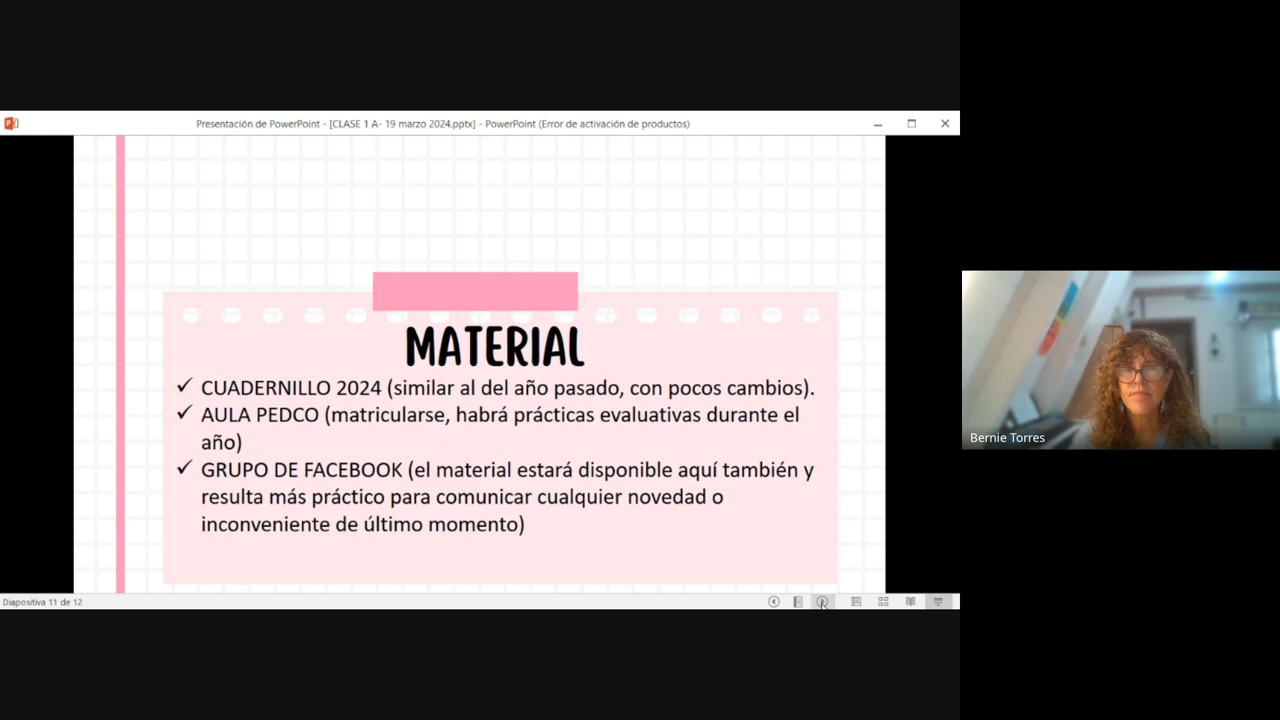 Presentación de PowerPoint - [CLASE 1 A- 19 marzo 2024.pptx] - PowerPoint (Error de activación de productos)
MATERIAL
✓ CUADERNILLO 2024 (similar al del año pasado, con pocos cambios).
✓ AULA PEDCO (matricularse, habrá prácticas evaluativas durante el
año)
✓ GRUPO DE FACEBOOK (el material estará disponible aquí también y
resulta más práctico para comunicar cualquier novedad o
inconveniente de último momento)
Bernie Torres
Diapositiva 11 de 12